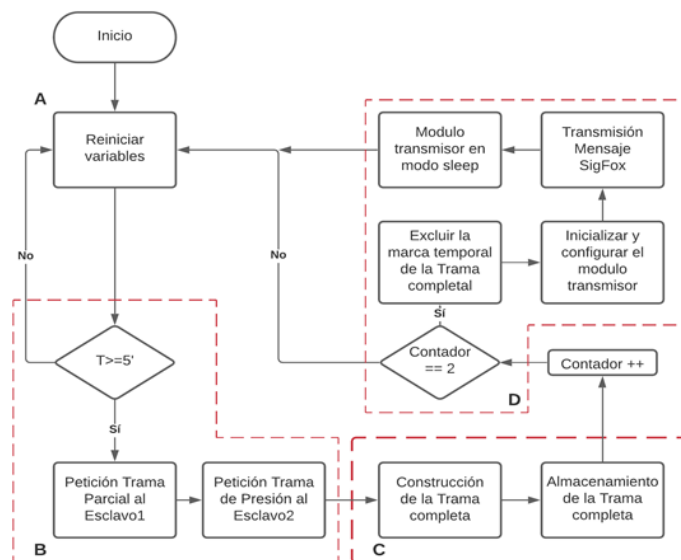 Inicio
A
Reiniciar
variables
Modulo
transmisor en
modo sleep
Transmisión
Mensaje
SigFox
No
No
Excluir la
marca temporal
de la Trama
completal
Inicializar y
configurar el
modulo
transmisor
Sí
T>=5'
Contador
== 2
Contador ++
D
Sí
Petición Trama
Parcial al
Esclavo1
Petición Trama
de Presión al
Esclavo2
Construcción
de la Trama
completa
Almacenamiento
de la Trama
completa
B
C